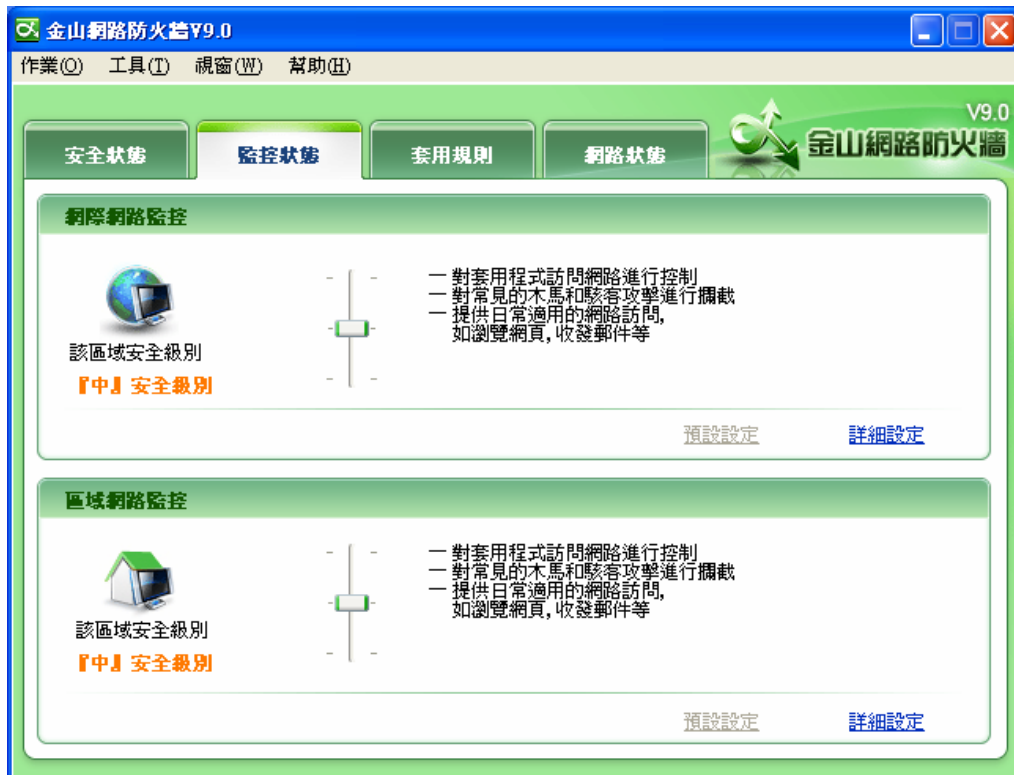 金山網路防火牆V9.0
作業(O) 工具(T) 視窗(W) 幫助(H)
V9.0
金山網路防火牆
安全狀態 監控狀態 套用規則 網路狀態
網際網路監控
一 對套用程式訪問網路進行控制
一 對常見的木馬和駭客攻擊進行攔截
一 提供日常適用的網路訪問,
如瀏覽網頁,收發郵件等
該區域安全級別
『中』安全級別
預設設定 詳細設定
區域網路監控
一 對套用程式訪問網路進行控制
一 對常見的木馬和駭客攻擊進行攔截
一 提供日常適用的網路訪問,
如瀏覽網頁,收發郵件等
該區域安全級別
『中』安全級別
預設設定 詳細設定